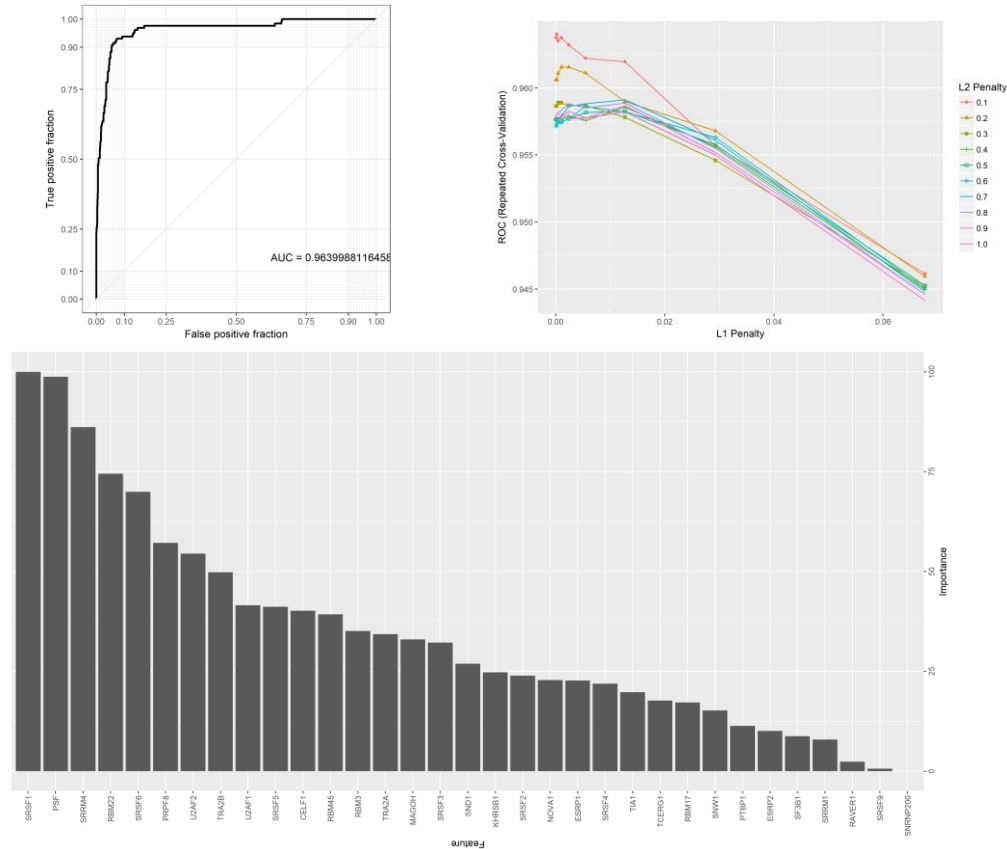 1.00
0.90
0.75
0.50
0.25
0.10
0.00
True positive fraction
AUC = 0.9639988116458
0.00 0.10 0.25 0.50 0.75 0.90 1.00
False positive fraction
0.960
0.955
0.950
0.945
ROC (Repeated Cross-Validation)
0.00 0.02 0.04 0.06
L1 Penalty
L2 Penalty
0.1
0.2
0.3
0.4
0.5
0.6
0.7
0.8
0.9
1.0
100
75
50
25
0
Importance
SRSF1
PSF
SRRM4
RBM22
SRSF6
PRPF8
U2AF2
TRA2B
U2AF1
SRSF5
CELF1
RBM45
RBM3
TRA2A
MAGOH
SRSF3
SND1
KHRSB1
SRSF2
NOVA1
ESRP1
SRSF4
TIA1
TCERG1
RBM17
SNW1
PTBP1
ESRP2
SF3B1
SRRM1
RAVER1
SRSF9
SNRNP200
Feature